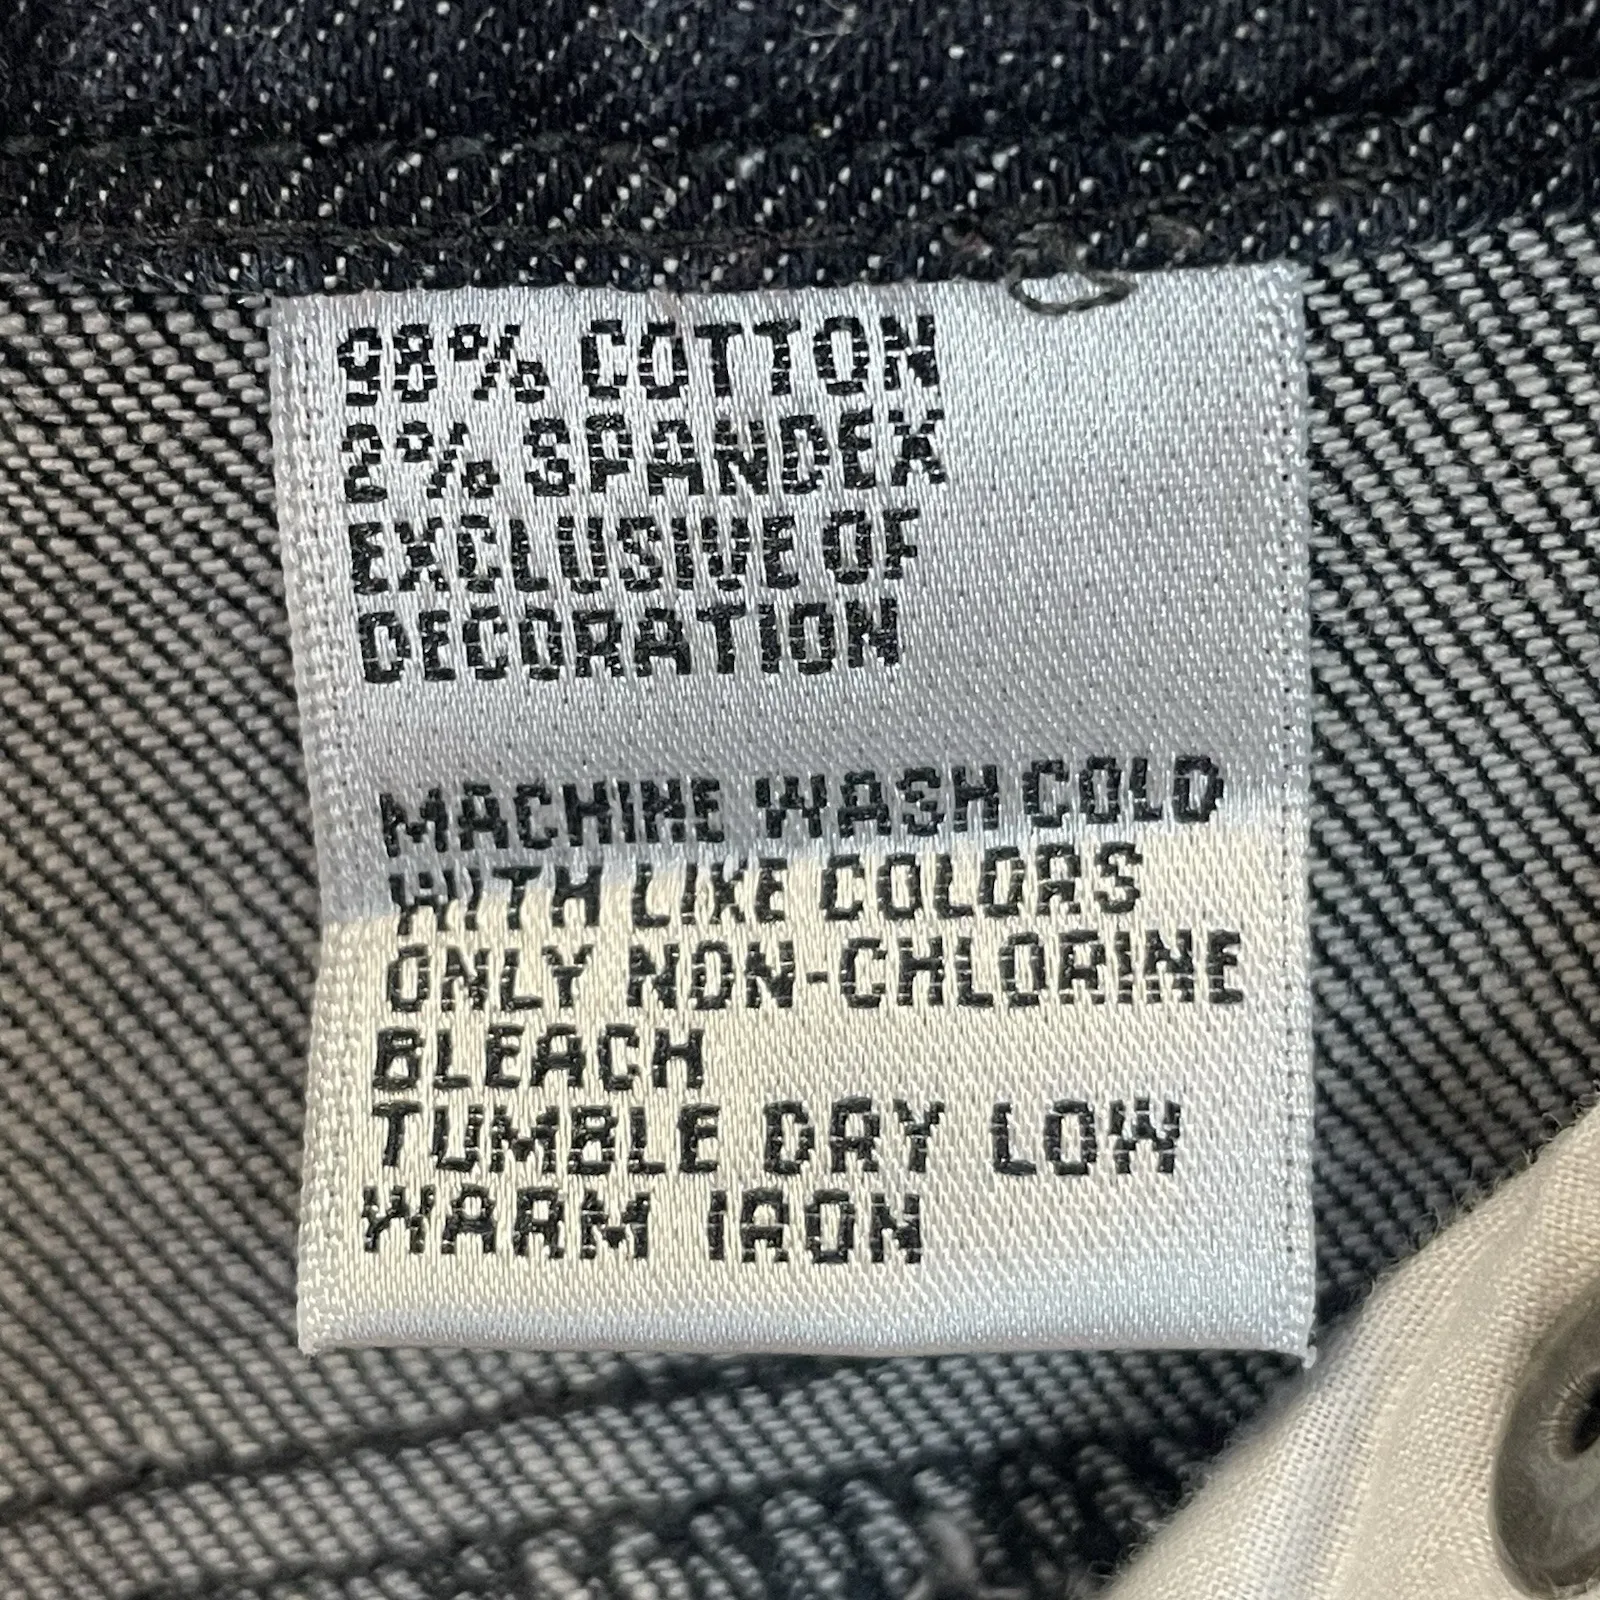 98% COTTON
2% SPANDEX
EXCLUSIVE OF
DECORATION
MACHINE WASH COLD
WITH LIKE COLORS
ONLY NON-CHLORINE
BLEACH
TUMBLE DRY LOW
WARM IRON